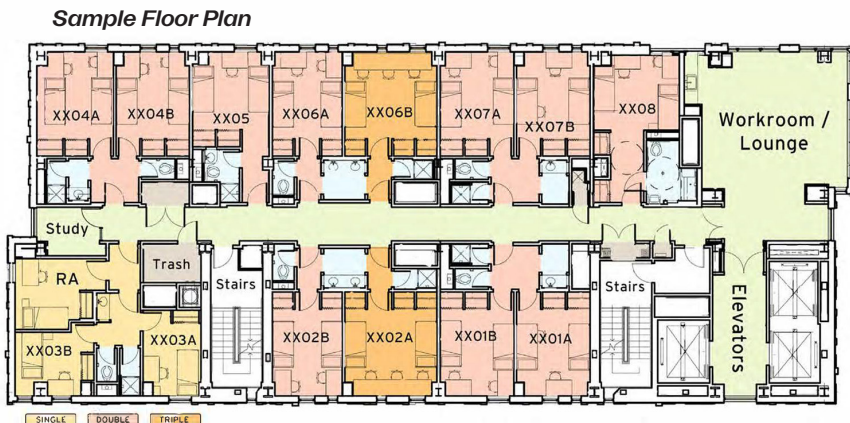 Sample Floor Plan
XX04A
XX04B
XX05
XX06A
XX06B
XX07A
XX07B
XX08
Workroom /
Lounge
Study
RA
Trash
Stairs
Stairs
Elevators
XX03B
XX03A
XX02B
XX02A
XX01B
XX01A
SINGLE
DOUBLE
TRIPLE